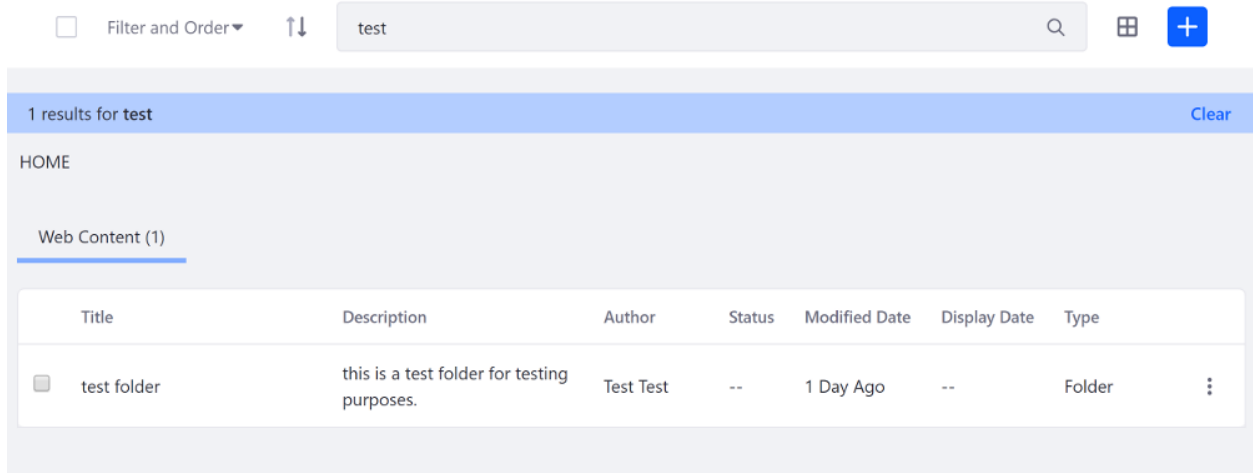 Filter and Order
test
1 results for test
Clear
HOME
Web Content (1)
Title Description Author Status Modified Date Display Date Type
test folder this is a test folder for testing purposes. Test Test -- 1 Day Ago -- Folder